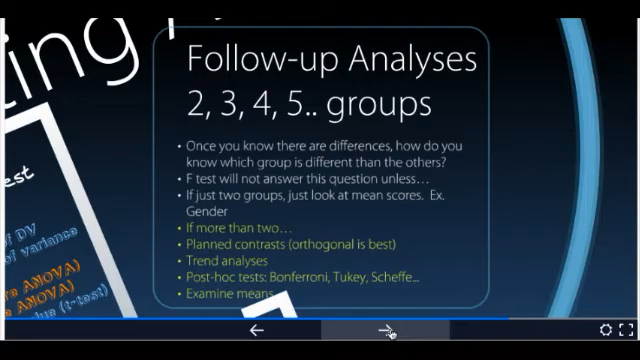 ting
Follow-up Analyses
2, 3, 4, 5.. groups
• Once you know there are differences, how do you
know which group is different than the others?
• F test will not answer this question unless…
• If just two groups, just look at mean scores.  Ex.
Gender
• If more than two…
• Planned contrasts (orthogonal is best)
• Trend analyses
• Post-hoc tests: Bonferroni, Tukey, Scheffe...
• Examine means
est
of DV
of variance
ANOVA)
ANOVA)
(t-test)